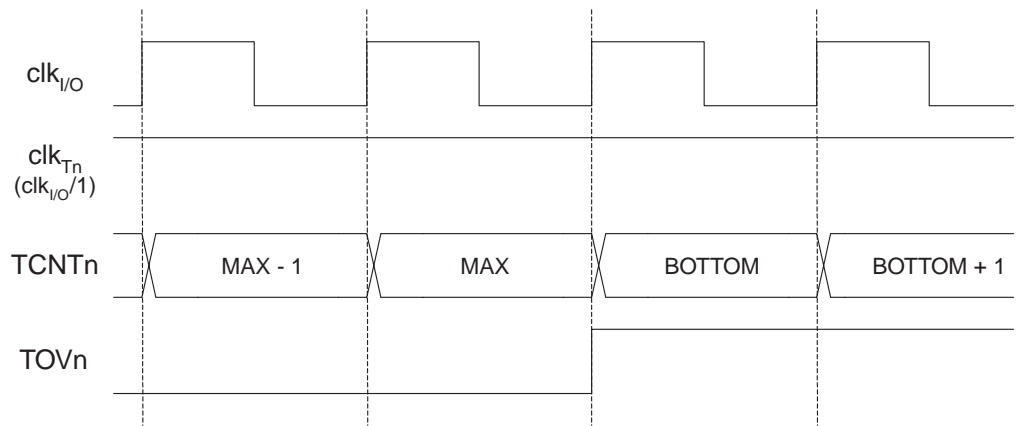 clkI/O
clkTn
(clkI/O/1)
TCNTn MAX - 1 MAX BOTTOM BOTTOM + 1
TOVn